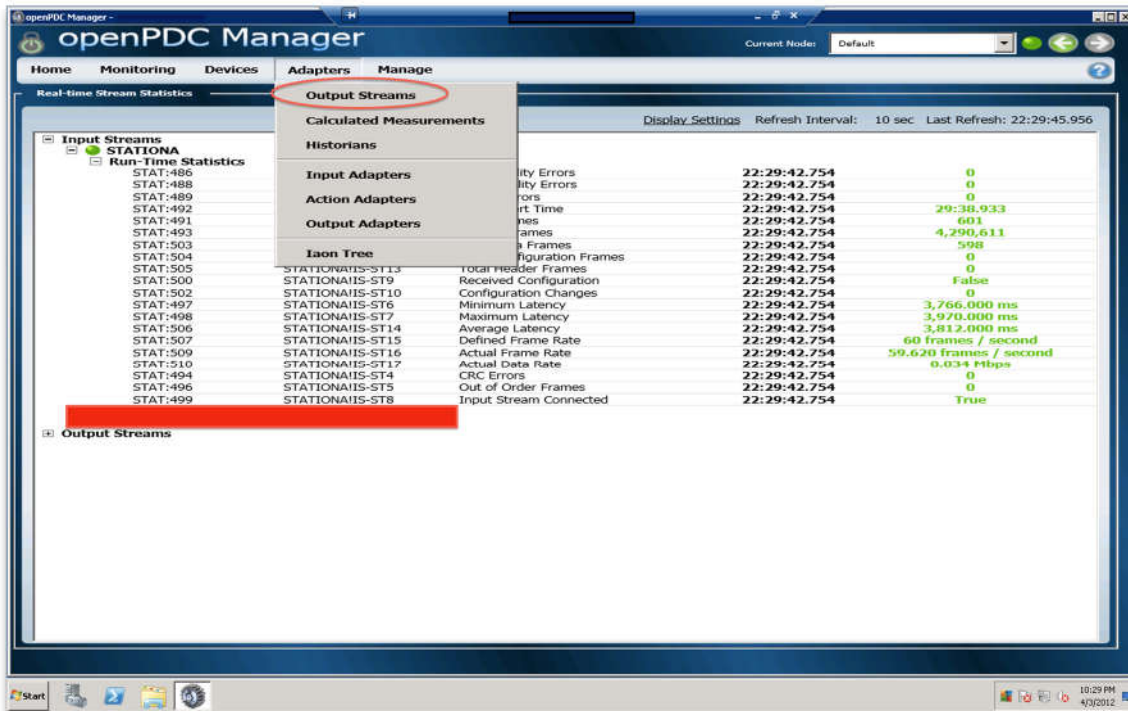 openPDC Manager -
openPDC Manager
Current Node: Default
Home Monitoring Devices Adapters Manage
Real-time Stream Statistics
Output Streams
Calculated Measurements
Historians
Input Adapters
Action Adapters
Output Adapters
Iaon Tree
Display Settings Refresh Interval: 10 sec Last Refresh: 22:29:45.956
Input Streams
STATIONA
Run-Time Statistics
STAT:486 lity Errors 22:29:42.754 0
STAT:488 lity Errors 22:29:42.754 0
STAT:489 rors 22:29:42.754 0
STAT:492 rt Time 22:29:42.754 29:38.933
STAT:491 mes 22:29:42.754 601
STAT:493 rames 22:29:42.754 4,290,611
STAT:503 a Frames 22:29:42.754 598
STAT:504 figuration Frames 22:29:42.754 0
STAT:505 STATIONA!IS-ST13 Total Header Frames 22:29:42.754 0
STAT:500 STATIONA!IS-ST9 Received Configuration 22:29:42.754 False
STAT:502 STATIONA!IS-ST10 Configuration Changes 22:29:42.754 0
STAT:497 STATIONA!IS-ST6 Minimum Latency 22:29:42.754 3,766.000 ms
STAT:498 STATIONA!IS-ST7 Maximum Latency 22:29:42.754 3,970.000 ms
STAT:506 STATIONA!IS-ST14 Average Latency 22:29:42.754 3,812.000 ms
STAT:507 STATIONA!IS-ST15 Defined Frame Rate 22:29:42.754 60 frames / second
STAT:509 STATIONA!IS-ST16 Actual Frame Rate 22:29:42.754 59.620 frames / second
STAT:510 STATIONA!IS-ST17 Actual Data Rate 22:29:42.754 0.034 Mbps
STAT:494 STATIONA!IS-ST4 CRC Errors 22:29:42.754 0
STAT:496 STATIONA!IS-ST5 Out of Order Frames 22:29:42.754 0
STAT:499 STATIONA!IS-ST8 Input Stream Connected 22:29:42.754 True
Output Streams
Start
10:29 PM
4/3/2012